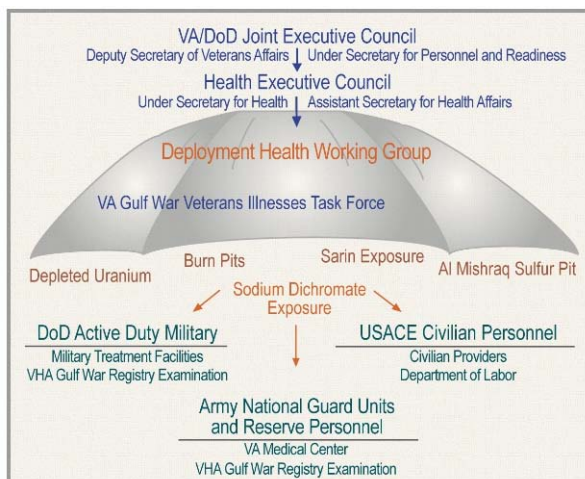 VA/DoD Joint Executive Council
Deputy Secretary of Veterans Affairs Under Secretary for Personnel and Readiness
Health Executive Council
Under Secretary for Health Assistant Secretary for Health Affairs
Deployment Health Working Group
VA Gulf War Veterans Illnesses Task Force
Depleted Uranium
Burn Pits
Sarin Exposure
Al Mishraq Sulfur Pit
Sodium Dichromate
Exposure
DoD Active Duty Military
Military Treatment Facilities
VHA Gulf War Registry Examination
USACE Civilian Personnel
Civilian Providers
Department of Labor
Army National Guard Units
and Reserve Personnel
VA Medical Center
VHA Gulf War Registry Examination